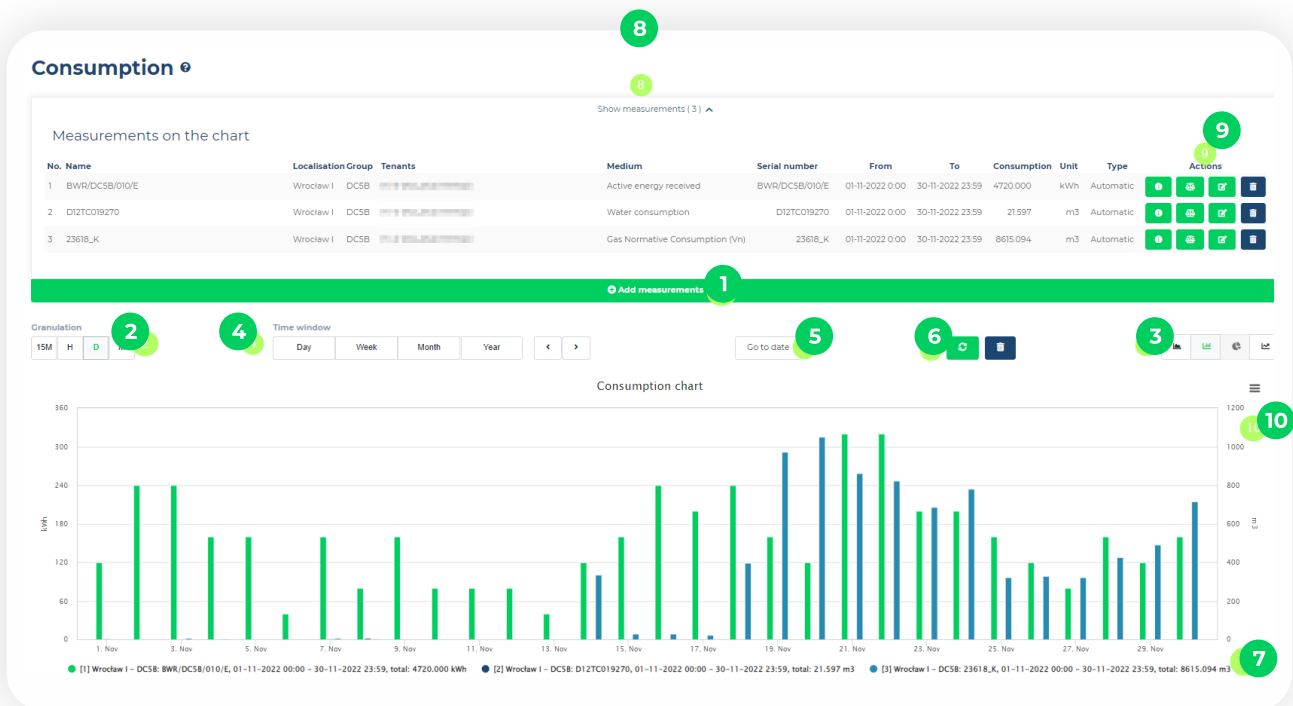 8
Consumption ?
8
Show measurements ( 3 )
Measurements on the chart
9
9
No. Name Localisation Group Tenants Medium Serial number From To Consumption Unit Type Actions
1 BWR/DC5B/010/E Wrocław I DC5B Active energy received BWR/DC5B/010/E 01-11-2022 0:00 30-11-2022 23:59 4720.000 kWh Automatic
2 D12TC019270 Wrocław I DC5B Water consumption D12TC019270 01-11-2022 0:00 30-11-2022 23:59 21.597 m3 Automatic
3 23618_K Wrocław I DC5B Gas Normative Consumption (Vn) 23618_K 01-11-2022 0:00 30-11-2022 23:59 8615.094 m3 Automatic
Add measurements 1
Granulation 2 4 Time window 5 6 3
15M H D Day Week Month Year < > Go to date
Consumption chart
360 1200
10 10
300 1000
240 800
180 600
kWh m3
120 400
60 200
0 0
1. Nov 3. Nov 5. Nov 7. Nov 9. Nov 11. Nov 13. Nov 15. Nov 17. Nov 19. Nov 21. Nov 23. Nov 25. Nov 27. Nov 29. Nov
[1] Wrocław I – DC5B: BWR/DC5B/010/E, 01-11-2022 00:00 – 30-11-2022 23:59, total: 4720.000 kWh [2] Wrocław I – DC5B: D12TC019270, 01-11-2022 00:00 – 30-11-2022 23:59, total: 21.597 m3 [3] Wrocław I – DC5B: 23618_K, 01-11-2022 00:00 – 30-11-2022 23:59, total: 8615.094 m3 7